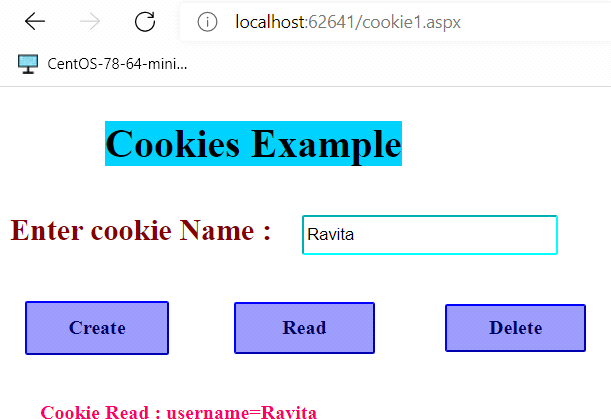 localhost:62641/cookie1.aspx
CentOS-78-64-mini...
Cookies Example
Enter cookie Name : Ravita
Create Read Delete
Cookie Read : username=Ravita